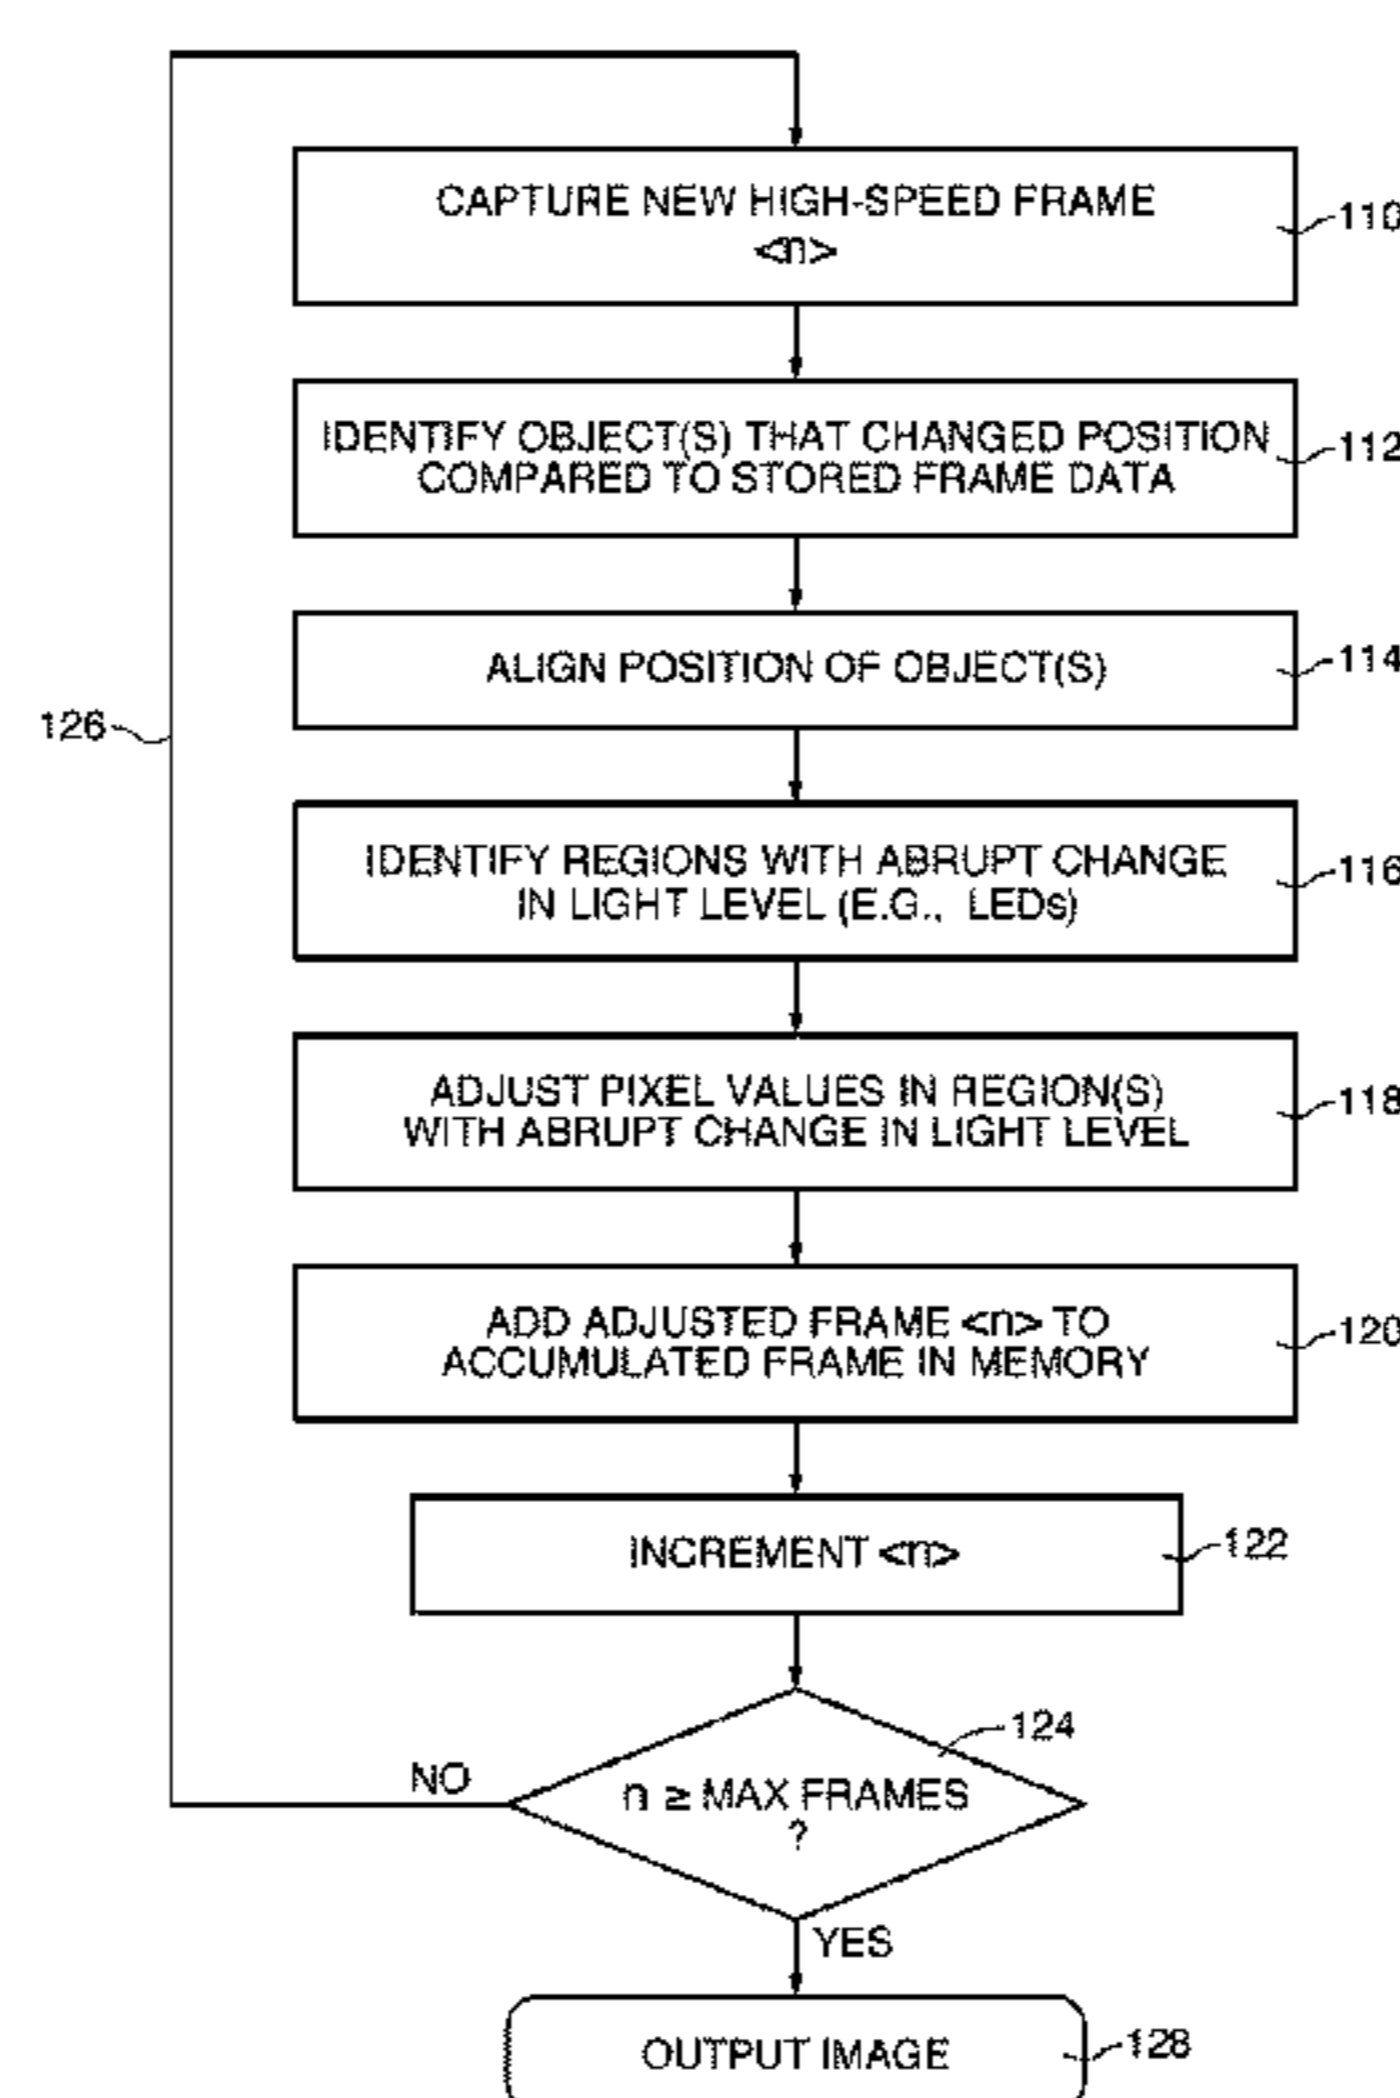 CAPTURE NEW HIGH-SPEED FRAME
<n>
110
IDENTIFY OBJECT(S) THAT CHANGED POSITION
COMPARED TO STORED FRAME DATA
112
ALIGN POSITION OF OBJECT(S)
114
126
IDENTIFY REGIONS WITH ABRUPT CHANGE
IN LIGHT LEVEL (E.G., LEDs)
116
ADJUST PIXEL VALUES IN REGION(S)
WITH ABRUPT CHANGE IN LIGHT LEVEL
118
ADD ADJUSTED FRAME <n> TO
ACCUMULATED FRAME IN MEMORY
120
INCREMENT <n>
122
124
NO
n ≥ MAX FRAMES
?
YES
OUTPUT IMAGE
128